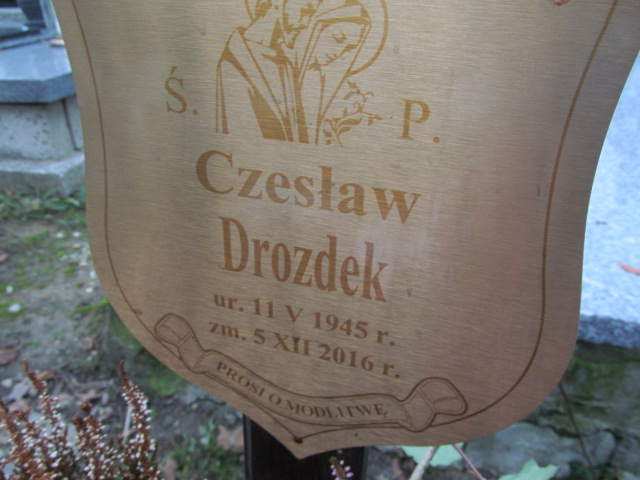 Ś. P.
Czesław
Drozdek
ur. 11 V 1945 r.
zm. 5 XII 2016 r.
PROSI O MODLITWĘ